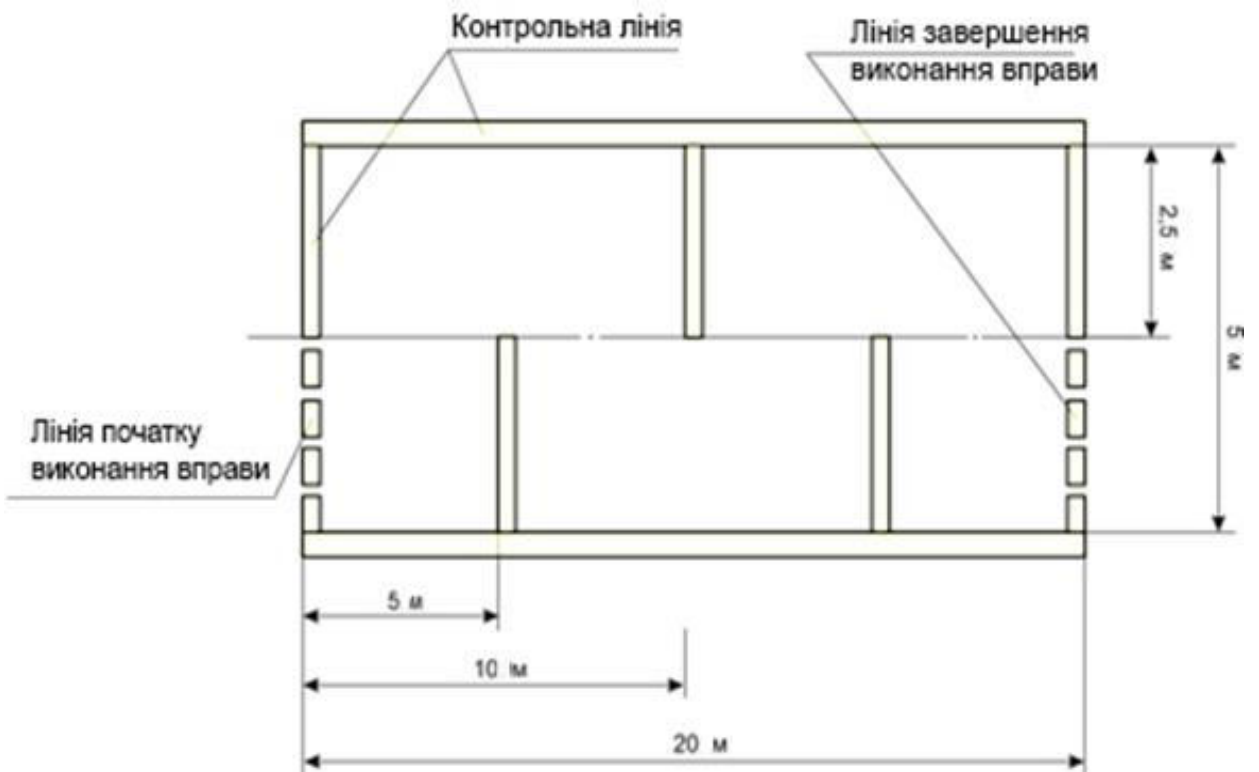 Контрольна лінія
Лінія завершення
виконання вправи
2,5 м
5 м
Лінія початку
виконання вправи
5 м
10 м
20 м